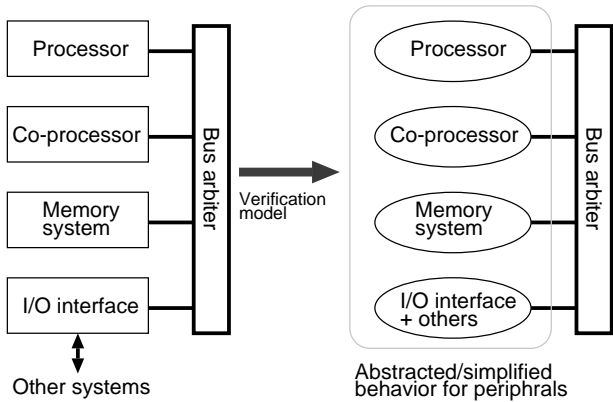 Processor
Co-processor
Memory
system
I/O interface
Other systems
Bus arbiter
Verification
model
Processor
Co-processor
Memory
system
I/O interface
+ others
Bus arbiter
Abstracted/simplified
behavior for periphrals